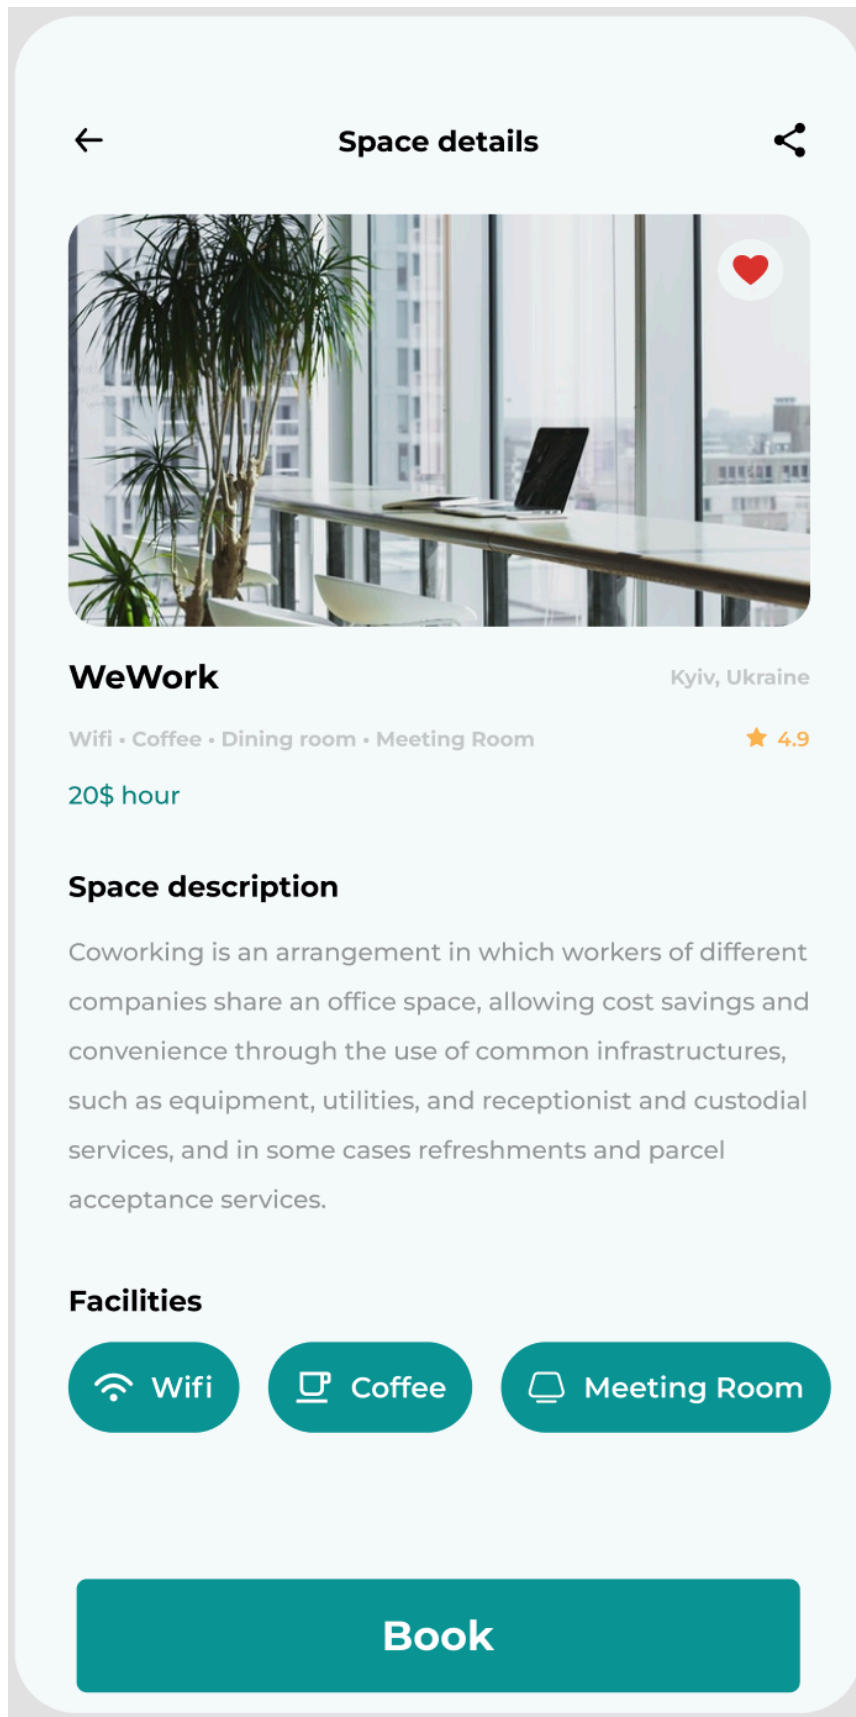 Space details
WeWork
Kyiv, Ukraine
Wifi • Coffee • Dining room • Meeting Room
4.9
20$ hour
Space description
Coworking is an arrangement in which workers of different
companies share an office space, allowing cost savings and
convenience through the use of common infrastructures,
such as equipment, utilities, and receptionist and custodial
services, and in some cases refreshments and parcel
acceptance services.
Facilities
Wifi
Coffee
Meeting Room
Book